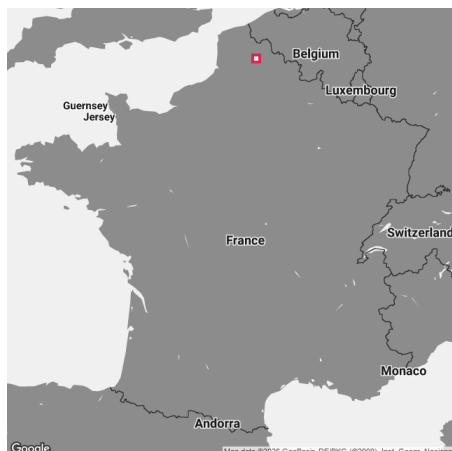 Belgium
Luxembourg
Guernsey
Jersey
Switzerland
France
Monaco
Andorra
Google